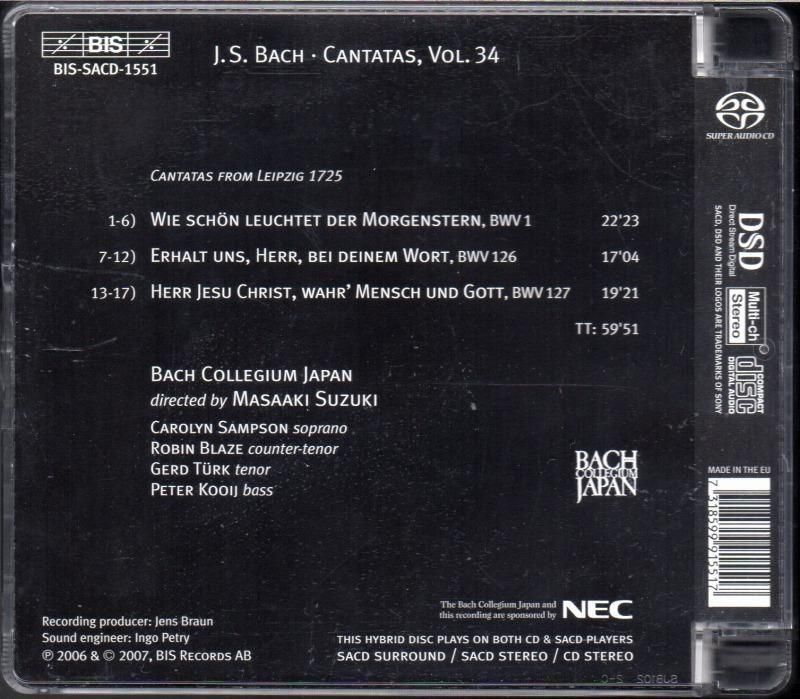 BIS
BIS-SACD-1551
J. S. Bach · Cantatas, Vol. 34
Cantatas from Leipzig 1725
1-6) Wie schön leuchtet der Morgenstern, BWV 1 22'23
7-12) Erhalt uns, Herr, bei deinem Wort, BWV 126 17'04
13-17) Herr Jesu Christ, wahr' Mensch und Gott, BWV 127 19'21
TT: 59'51
Bach Collegium Japan
directed by Masaaki Suzuki
Carolyn Sampson soprano
Robin Blaze counter-tenor
Gerd Türk tenor
Peter Kooij bass
BACH
COLLEGIUM
JAPAN
The Bach Collegium Japan and
this recording are sponsored by NEC
Recording producer: Jens Braun
Sound engineer: Ingo Petry
℗ 2006 & © 2007, BIS Records AB
This hybrid disc plays on both CD & SACD players
SACD Surround / SACD Stereo / CD Stereo
SUPER AUDIO CD
DSD
Direct Stream Digital
SACD, DSD AND THEIR LOGOS ARE TRADEMARKS OF SONY
Multi-ch
Stereo
COMPACT
disc
DIGITAL AUDIO
MADE IN THE EU
7 318599 915517